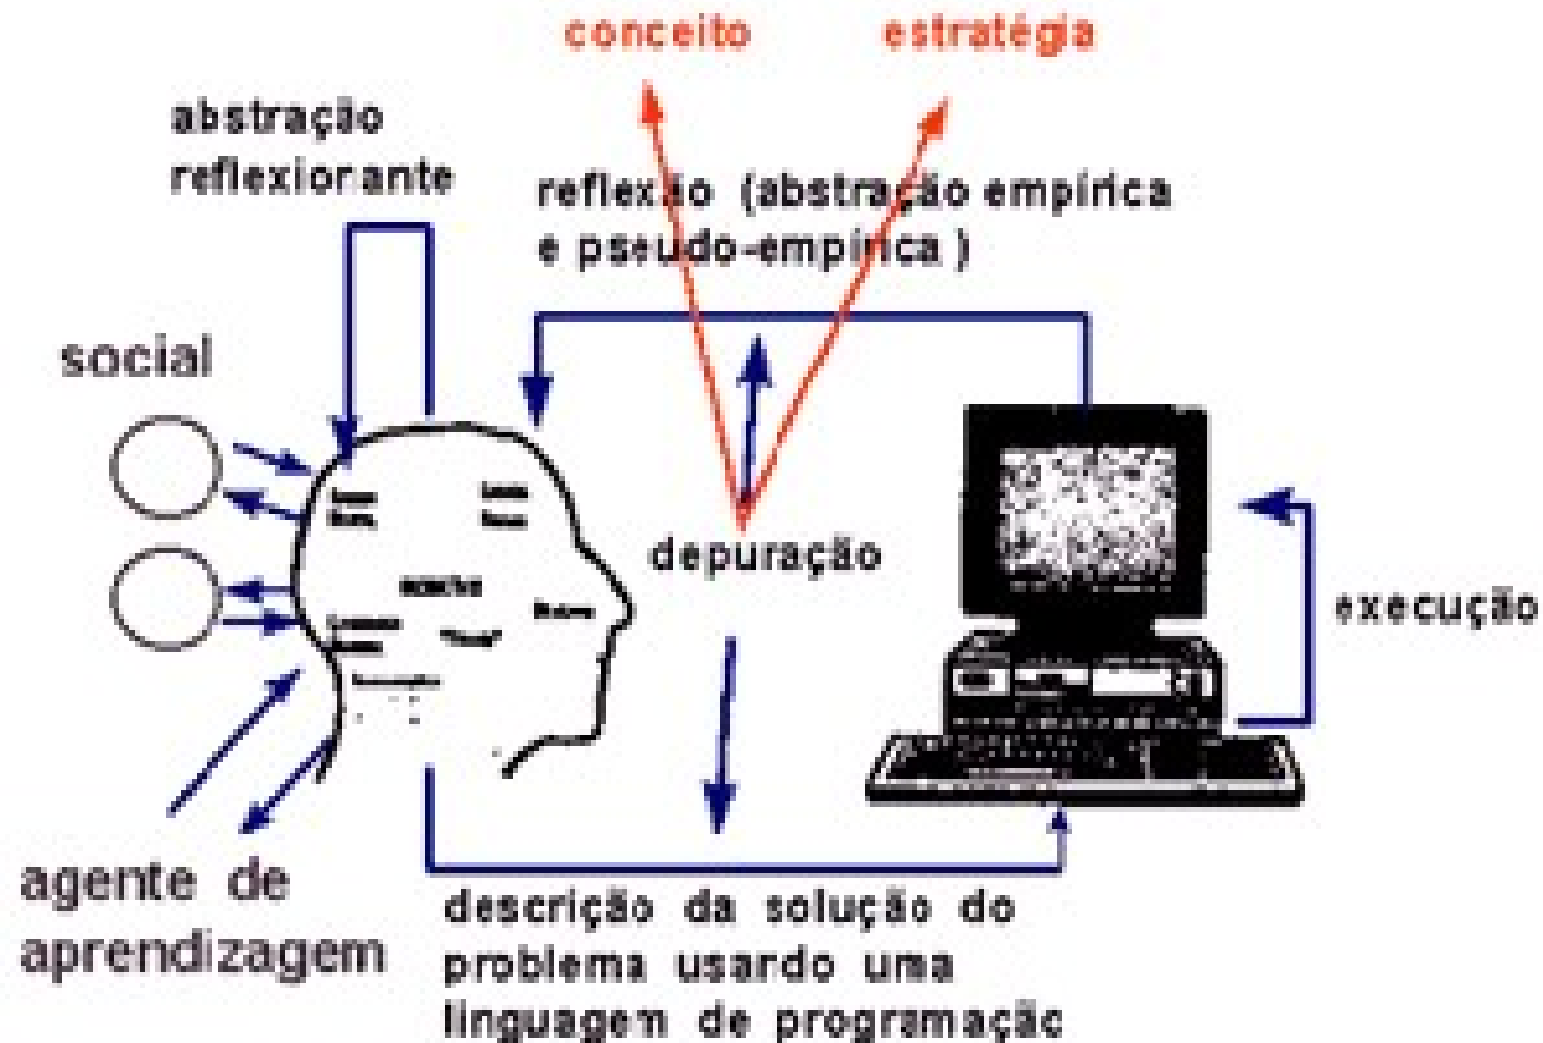 conceito
estratégia
abstração
reflexionante
reflexão (abstração empírica
e pseudo-empírica)
social
depuração
execução
agente de
aprendizagem
descrição da solução do
problema usando uma
linguagem de programação